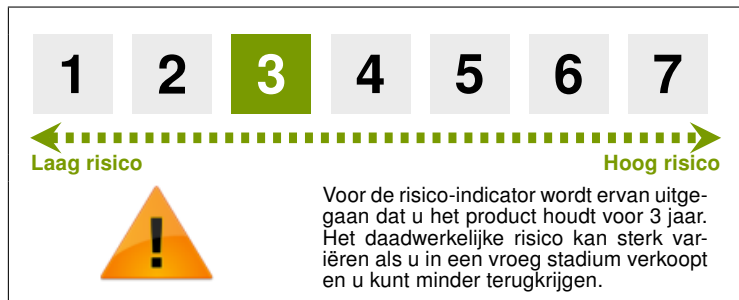 1 2 3 4 5 6 7
Laag risico Hoog risico
!
Voor de risico-indicator wordt ervan uitge-
gaan dat u het product houdt voor 3 jaar.
Het daadwerkelijke risico kan sterk var-
iëren als u in een vroeg stadium verkoopt
en u kunt minder terugkrijgen.